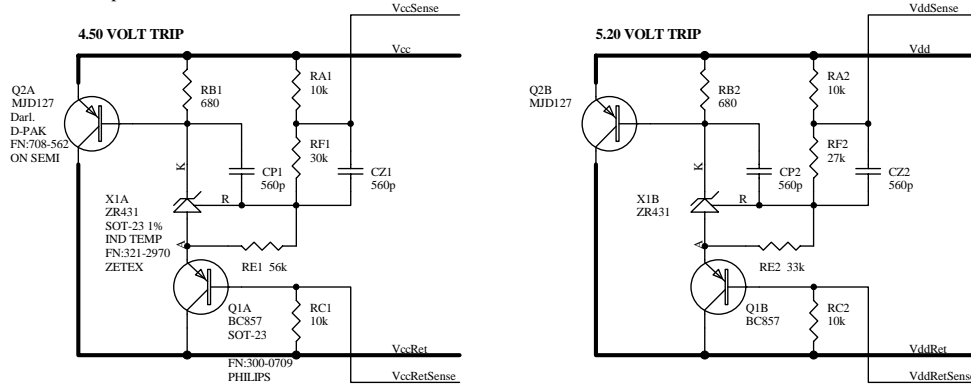 VccSense
4.50 VOLT TRIP
Vcc
Q2A
MJD127
Darl.
D-PAK
FN:708-562
ON SEMI
RB1
680
RA1
10k
RF1
30k
CP1
560p
CZ1
560p
K
R
A
X1A
ZR431
SOT-23 1%
IND TEMP
FN:321-2970
ZETEX
RE1 56k
Q1A
BC857
SOT-23
FN:300-0709
PHILIPS
RC1
10k
VccRet
VccRetSense
VddSense
5.20 VOLT TRIP
Vdd
Q2B
MJD127
RB2
680
RA2
10k
RF2
27k
CP2
560p
CZ2
560p
K
R
A
X1B
ZR431
RE2 33k
Q1B
BC857
RC2
10k
VddRet
VddRetSense